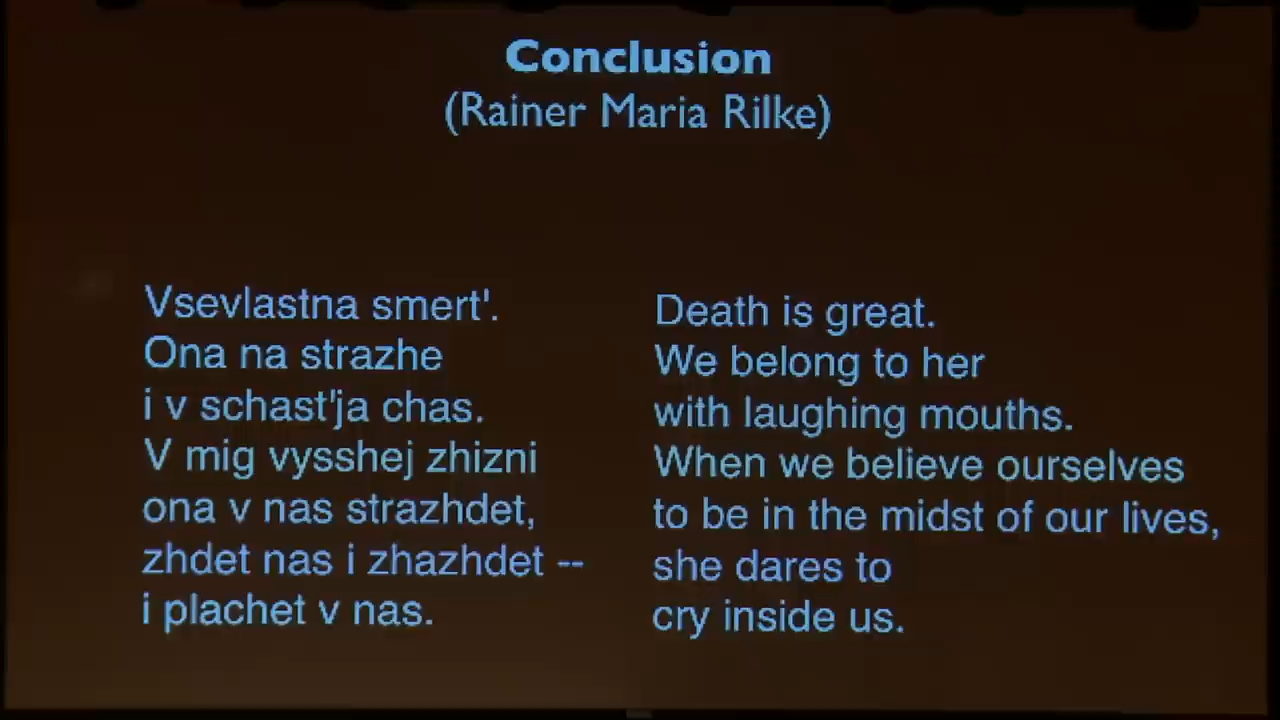 Conclusion
(Rainer Maria Rilke)
Vsevlastna smert'.
Ona na strazhe
i v schast'ja chas.
V mig vysshej zhizni
ona v nas strazhdet,
zhdet nas i zhazhdet --
i plachet v nas.
Death is great.
We belong to her
with laughing mouths.
When we believe ourselves
to be in the midst of our lives,
she dares to
cry inside us.